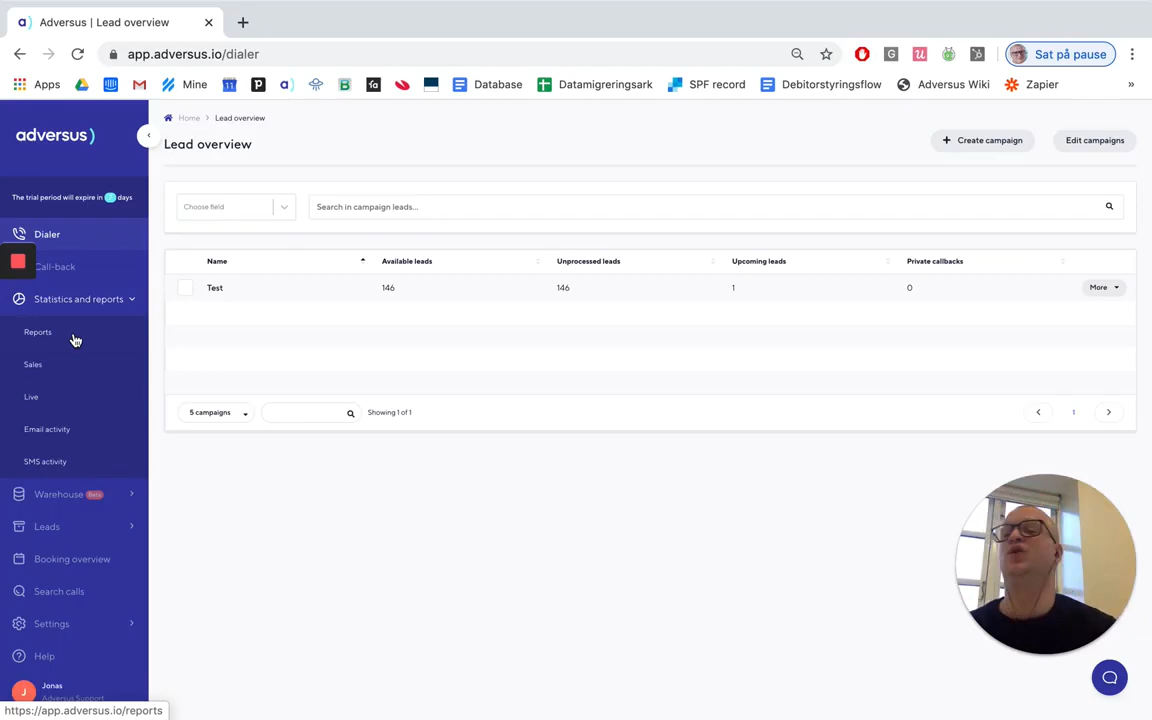 a) Adversus | Lead overview
app.adversus.io/dialer
Sat på pause
Apps
Mine
Database
Datamigreringsark
SPF record
Debitorstyringsflow
Adversus Wiki
Zapier
»
adversus)
Home > Lead overview
Lead overview
+ Create campaign
Edit campaigns
The trial period will expire in days
Choose field
Search in campaign leads...
Dialer
Call-back
Statistics and reports
Reports
Sales
Live
Email activity
SMS activity
Warehouse Beta
Leads
Booking overview
Search calls
Settings
Help
J
Jonas
Adversus Support
Name Available leads Unprocessed leads Upcoming leads Private callbacks
Test 146 146 1 0 More
5 campaigns
Showing 1 of 1
1
https://app.adversus.io/reports